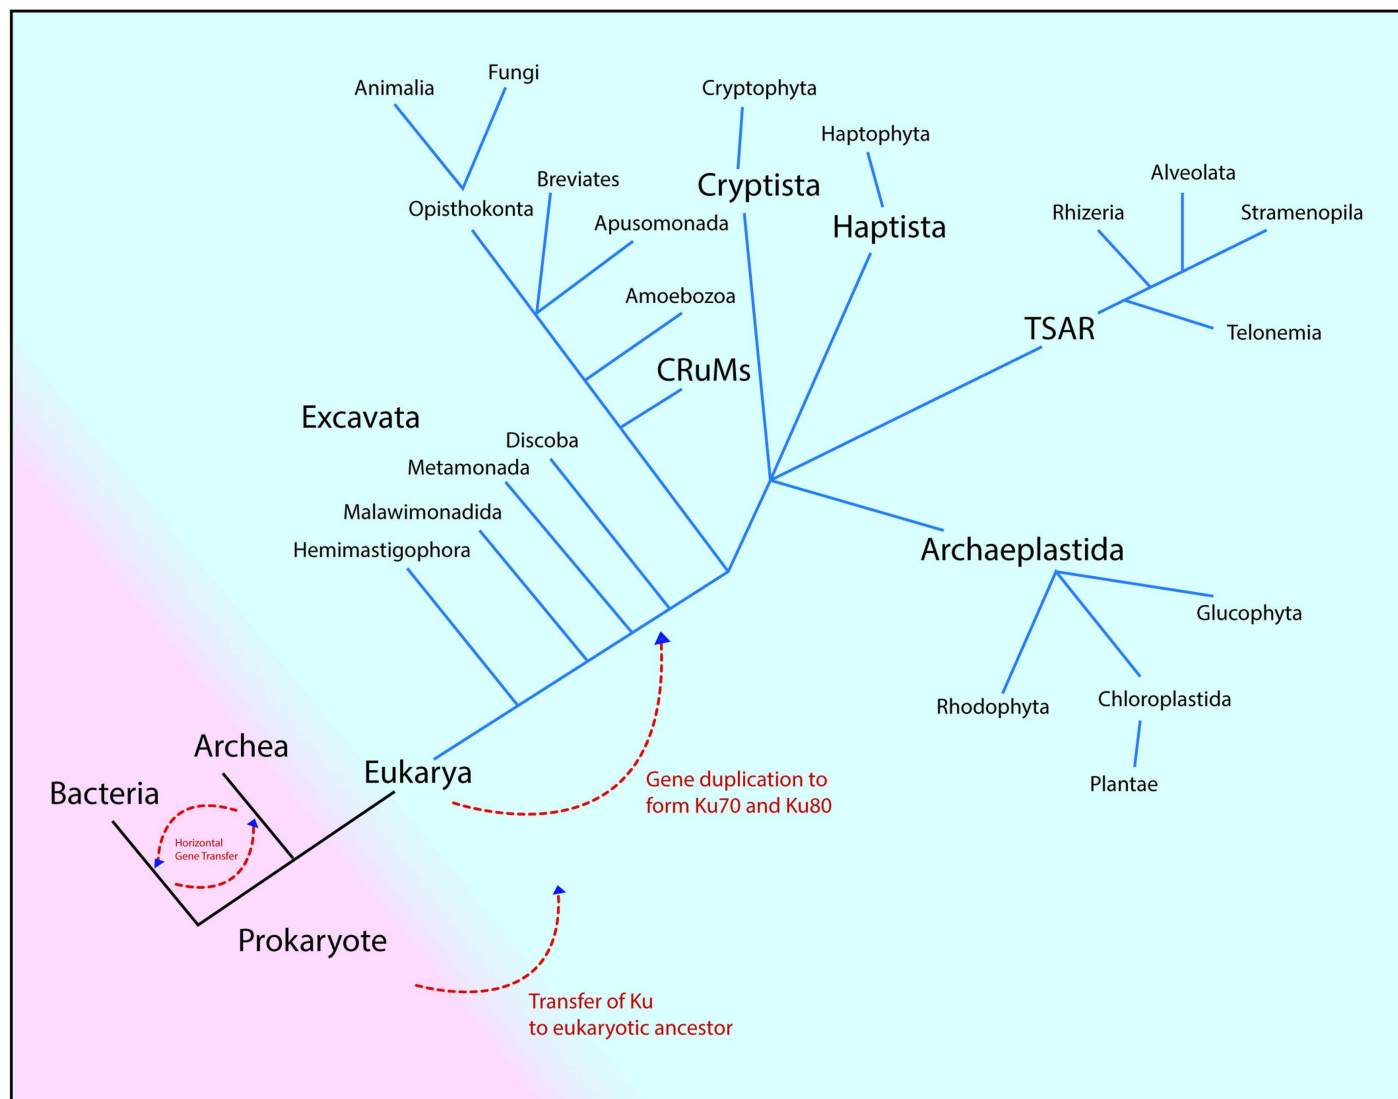 Fungi
Animalia
Cryptophyta
Haptophyta
Alveolata
Breviates
Cryptista
Rhizeria
Stramenopila
Opisthokonta
Apusomonada
Haptista
Amoebozoa
TSAR
Telonemia
CRuMs
Excavata
Discoba
Metamonada
Malawimonadida
Hemimastigophora
Archaeplastida
Glucophyta
Rhodophyta
Chloroplastida
Plantae
Archea
Eukarya
Bacteria
Gene duplication to
form Ku70 and Ku80
Horizontal
Gene Transfer
Prokaryote
Transfer of Ku
to eukaryotic ancestor